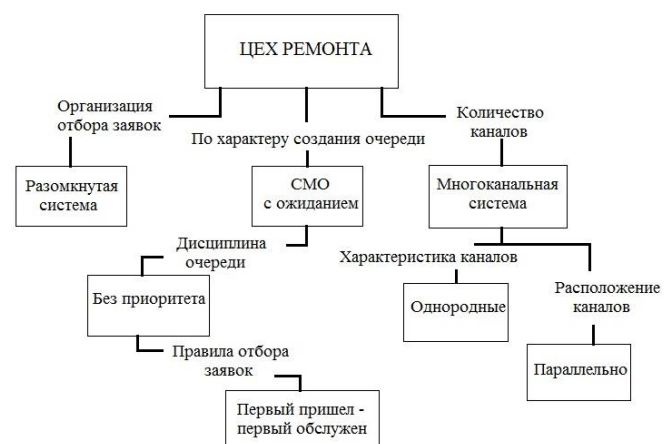 ЦЕХ РЕМОНТА
Организация
отбора заявок
По характеру создания очереди
Количество
каналов
Разомкнутая
система
СМО
с ожиданием
Многоканальная
система
Дисциплина
очереди
Характеристика каналов
Расположение
каналов
Без приоритета
Однородные
Правила отбора
заявок
Параллельно
Первый пришел -
первый обслужен